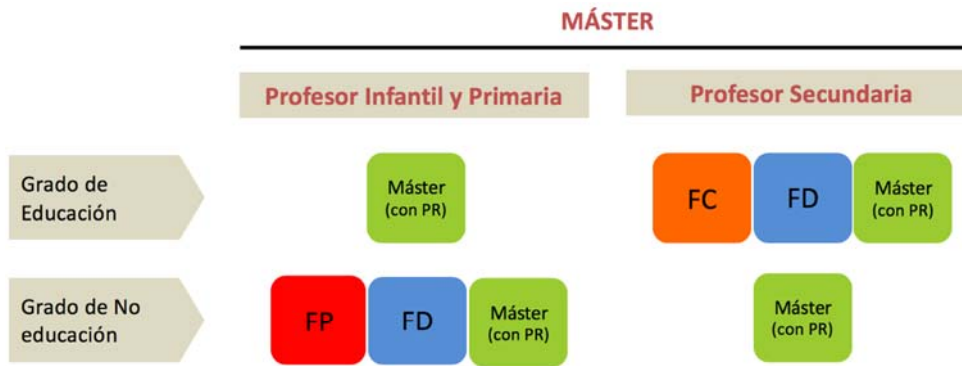 MÁSTER
Profesor Infantil y Primaria
Profesor Secundaria
Grado de
Educación
Máster
(con PR)
FC
FD
Máster
(con PR)
Grado de No
educación
FP
FD
Máster
(con PR)
Máster
(con PR)